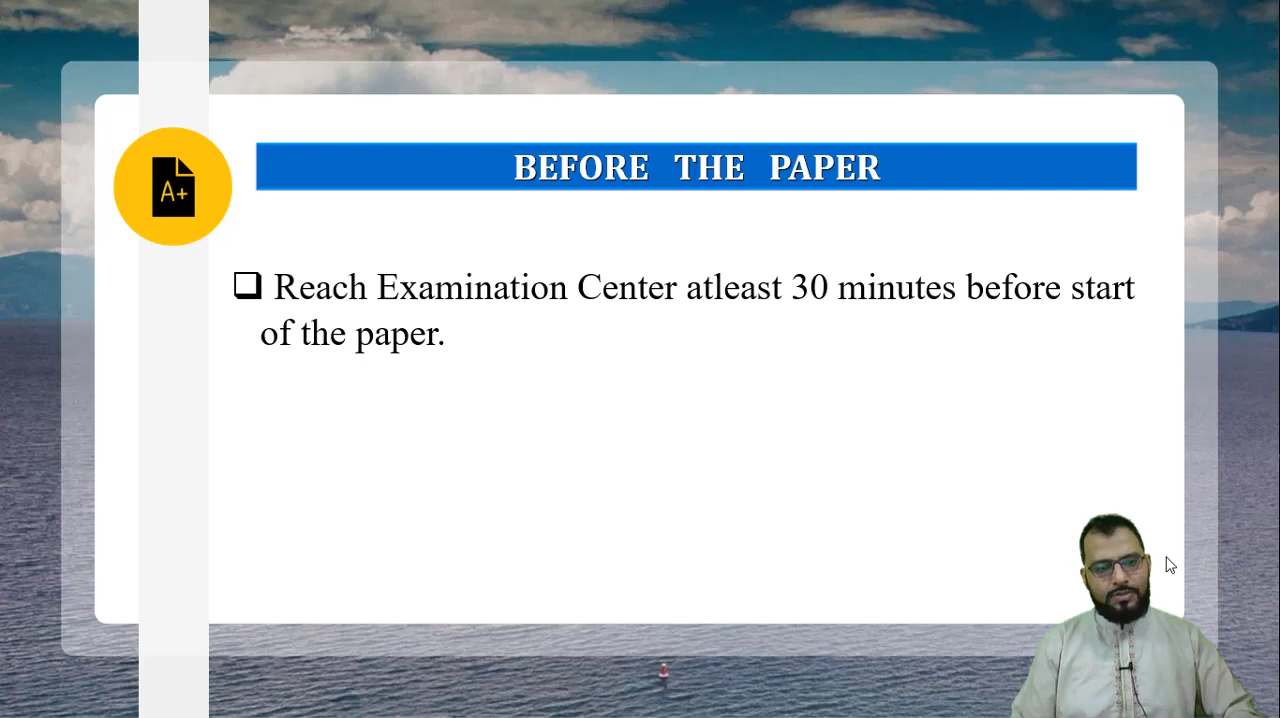 BEFORE THE PAPER
A+
❑ Reach Examination Center atleast 30 minutes before start
of the paper.